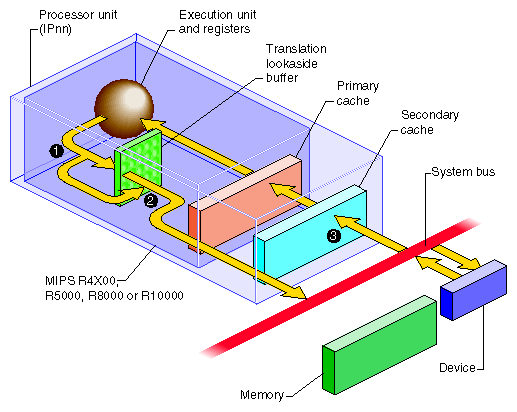 Processor unit
(IPnn)
Execution unit
and registers
Translation
lookaside
buffer
Primary
cache
Secondary
cache
System bus
1
2
3
MIPS R4X00,
R5000, R8000 or R10000
Device
Memory